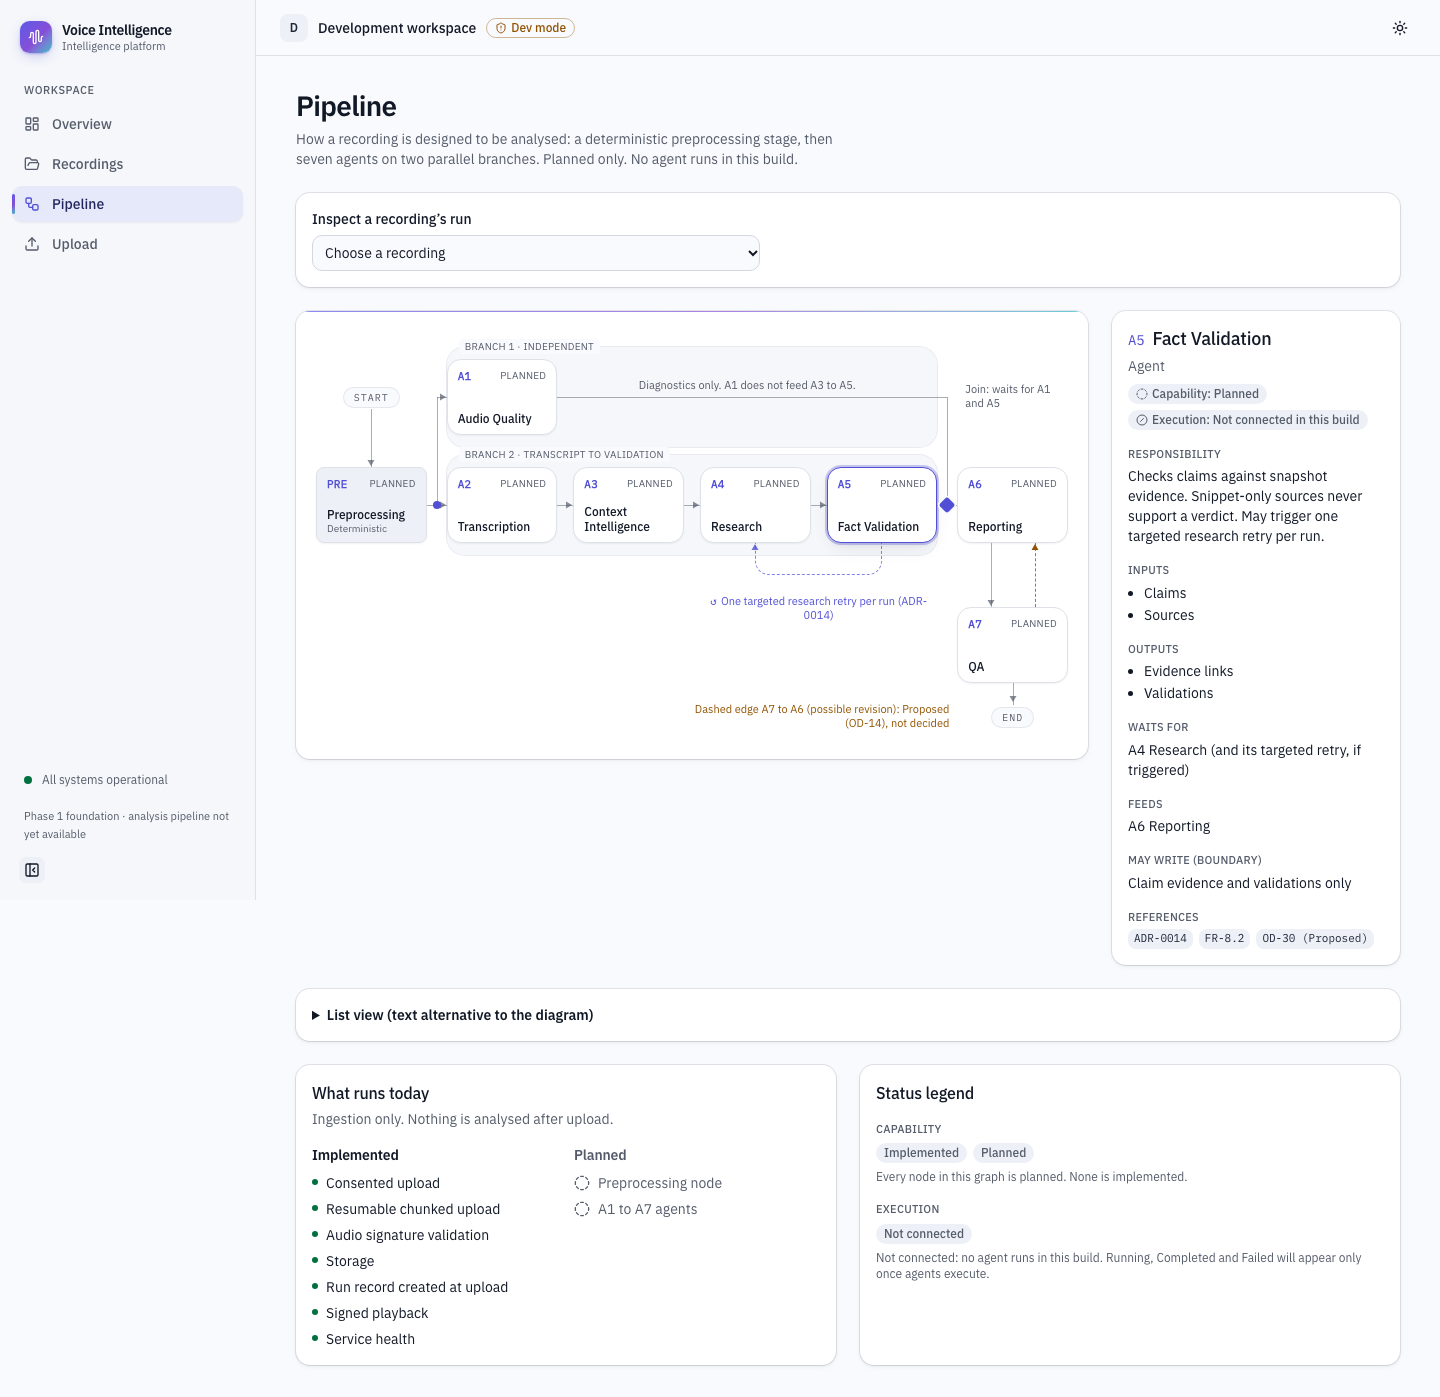 Voice Intelligence
Intelligence platform
WORKSPACE
Overview
Recordings
Pipeline
Upload
All systems operational
Phase 1 foundation · analysis pipeline not
yet available
D
Development workspace
Dev mode
Pipeline
How a recording is designed to be analysed: a deterministic preprocessing stage, then
seven agents on two parallel branches. Planned only. No agent runs in this build.
Inspect a recording’s run
Choose a recording
START
BRANCH 1 · INDEPENDENT
A1 PLANNED
Audio Quality
Diagnostics only. A1 does not feed A3 to A5.
Join: waits for A1
and A5
BRANCH 2 · TRANSCRIPT TO VALIDATION
PRE PLANNED
Preprocessing
Deterministic
A2 PLANNED
Transcription
A3 PLANNED
Context
Intelligence
A4 PLANNED
Research
A5 PLANNED
Fact Validation
A6 PLANNED
Reporting
↺ One targeted research retry per run (ADR-
0014)
A7 PLANNED
QA
Dashed edge A7 to A6 (possible revision): Proposed
(OD-14), not decided
END
A5 Fact Validation
Agent
Capability: Planned
Execution: Not connected in this build
RESPONSIBILITY
Checks claims against snapshot
evidence. Snippet-only sources never
support a verdict. May trigger one
targeted research retry per run.
INPUTS
• Claims
• Sources
OUTPUTS
• Evidence links
• Validations
WAITS FOR
A4 Research (and its targeted retry, if
triggered)
FEEDS
A6 Reporting
MAY WRITE (BOUNDARY)
Claim evidence and validations only
REFERENCES
ADR-0014 FR-8.2 OD-30 (Proposed)
List view (text alternative to the diagram)
What runs today
Ingestion only. Nothing is analysed after upload.
Implemented
Consented upload
Resumable chunked upload
Audio signature validation
Storage
Run record created at upload
Signed playback
Service health
Planned
Preprocessing node
A1 to A7 agents
Status legend
CAPABILITY
Implemented Planned
Every node in this graph is planned. None is implemented.
EXECUTION
Not connected
Not connected: no agent runs in this build. Running, Completed and Failed will appear only
once agents execute.